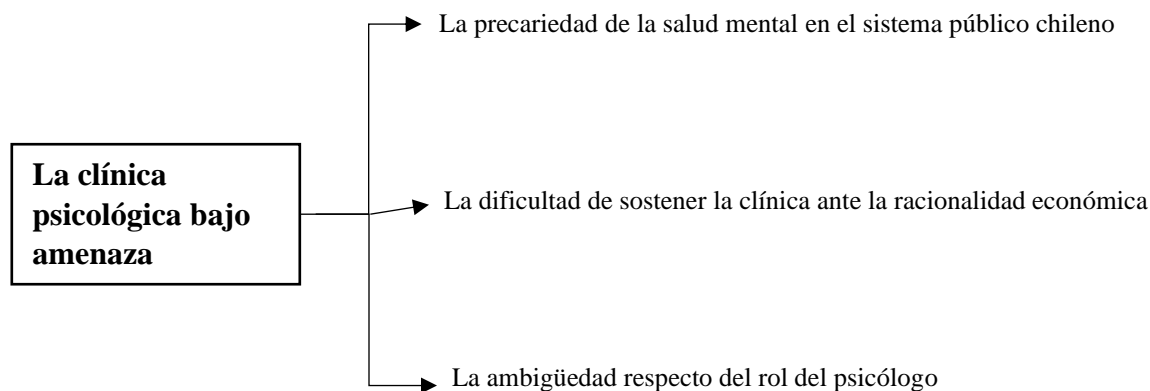 La precariedad de la salud mental en el sistema público chileno
La clínica
psicológica bajo
amenaza
La dificultad de sostener la clínica ante la racionalidad económica
La ambigüedad respecto del rol del psicólogo